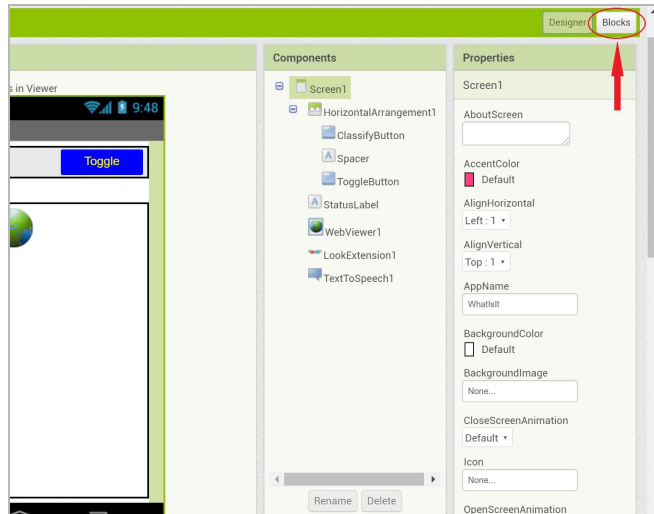 Designer Blocks
Components
Properties
s in Viewer
9:48
Toggle
Screen1
HorizontalArrangement1
ClassifyButton
Spacer
ToggleButton
StatusLabel
WebViewer1
LookExtension1
TextToSpeech1
Rename Delete
Screen1
AboutScreen
AccentColor
Default
AlignHorizontal
Left : 1
AlignVertical
Top : 1
AppName
WhatIsIt
BackgroundColor
Default
BackgroundImage
None...
CloseScreenAnimation
Default
Icon
None...
OpenScreenAnimation